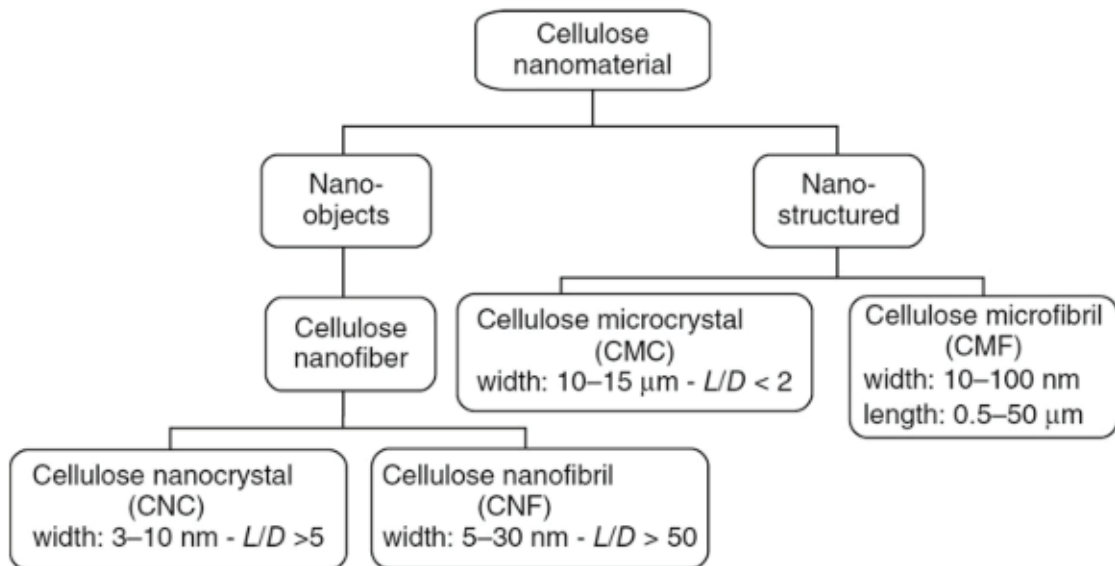 Cellulose
nanomaterial
Nano-
objects
Nano-
structured
Cellulose
nanofiber
Cellulose microcrystal
(CMC)
width: 10–15 μm - L/D < 2
Cellulose microfibril
(CMF)
width: 10–100 nm
length: 0.5–50 μm
Cellulose nanocrystal
(CNC)
width: 3–10 nm - L/D >5
Cellulose nanofibril
(CNF)
width: 5–30 nm - L/D > 50